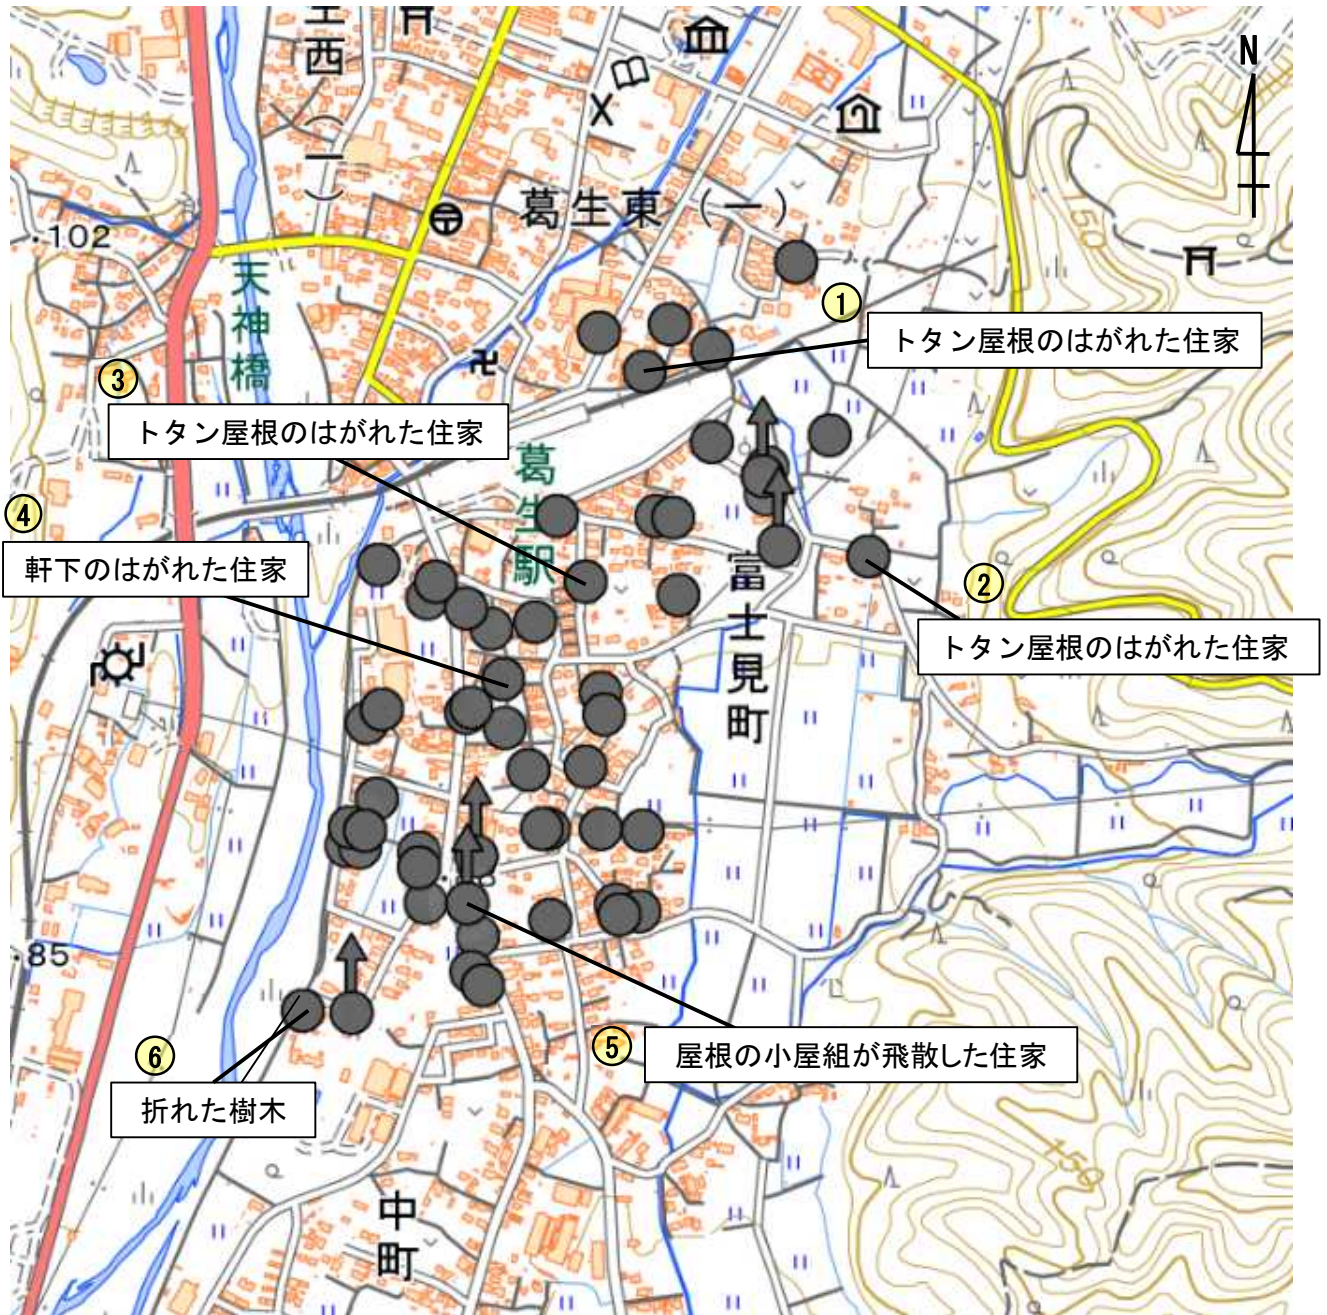 生西(一)
N
葛生東(一)
150
102
天神橋
①
トタン屋根のはがれた住家
③
トタン屋根のはがれた住家
葛生駅
④
軒下のはがれた住家
富士見町
②
トタン屋根のはがれた住家
85
⑤
屋根の小屋組が飛散した住家
⑥
折れた樹木
150
中町